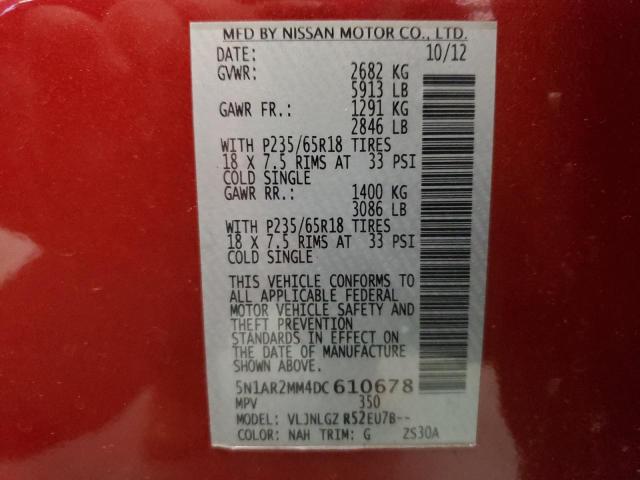 MFD BY NISSAN MOTOR CO., LTD.
DATE: 10/12
GVWR: 2682 KG
5913 LB
GAWR FR.: 1291 KG
2846 LB
WITH P235/65R18 TIRES
18 X 7.5 RIMS AT 33 PSI
COLD SINGLE
GAWR RR.: 1400 KG
3086 LB
WITH P235/65R18 TIRES
18 X 7.5 RIMS AT 33 PSI
COLD SINGLE
THIS VEHICLE CONFORMS TO
ALL APPLICABLE FEDERAL
MOTOR VEHICLE SAFETY AND
THEFT PREVENTION
STANDARDS IN EFFECT ON
THE DATE OF MANUFACTURE
SHOWN ABOVE.
5N1AR2MM4DC610678
MPV 350
MODEL: VLJNLGZ R52EU7B--
COLOR: NAH TRIM: G ZS30A